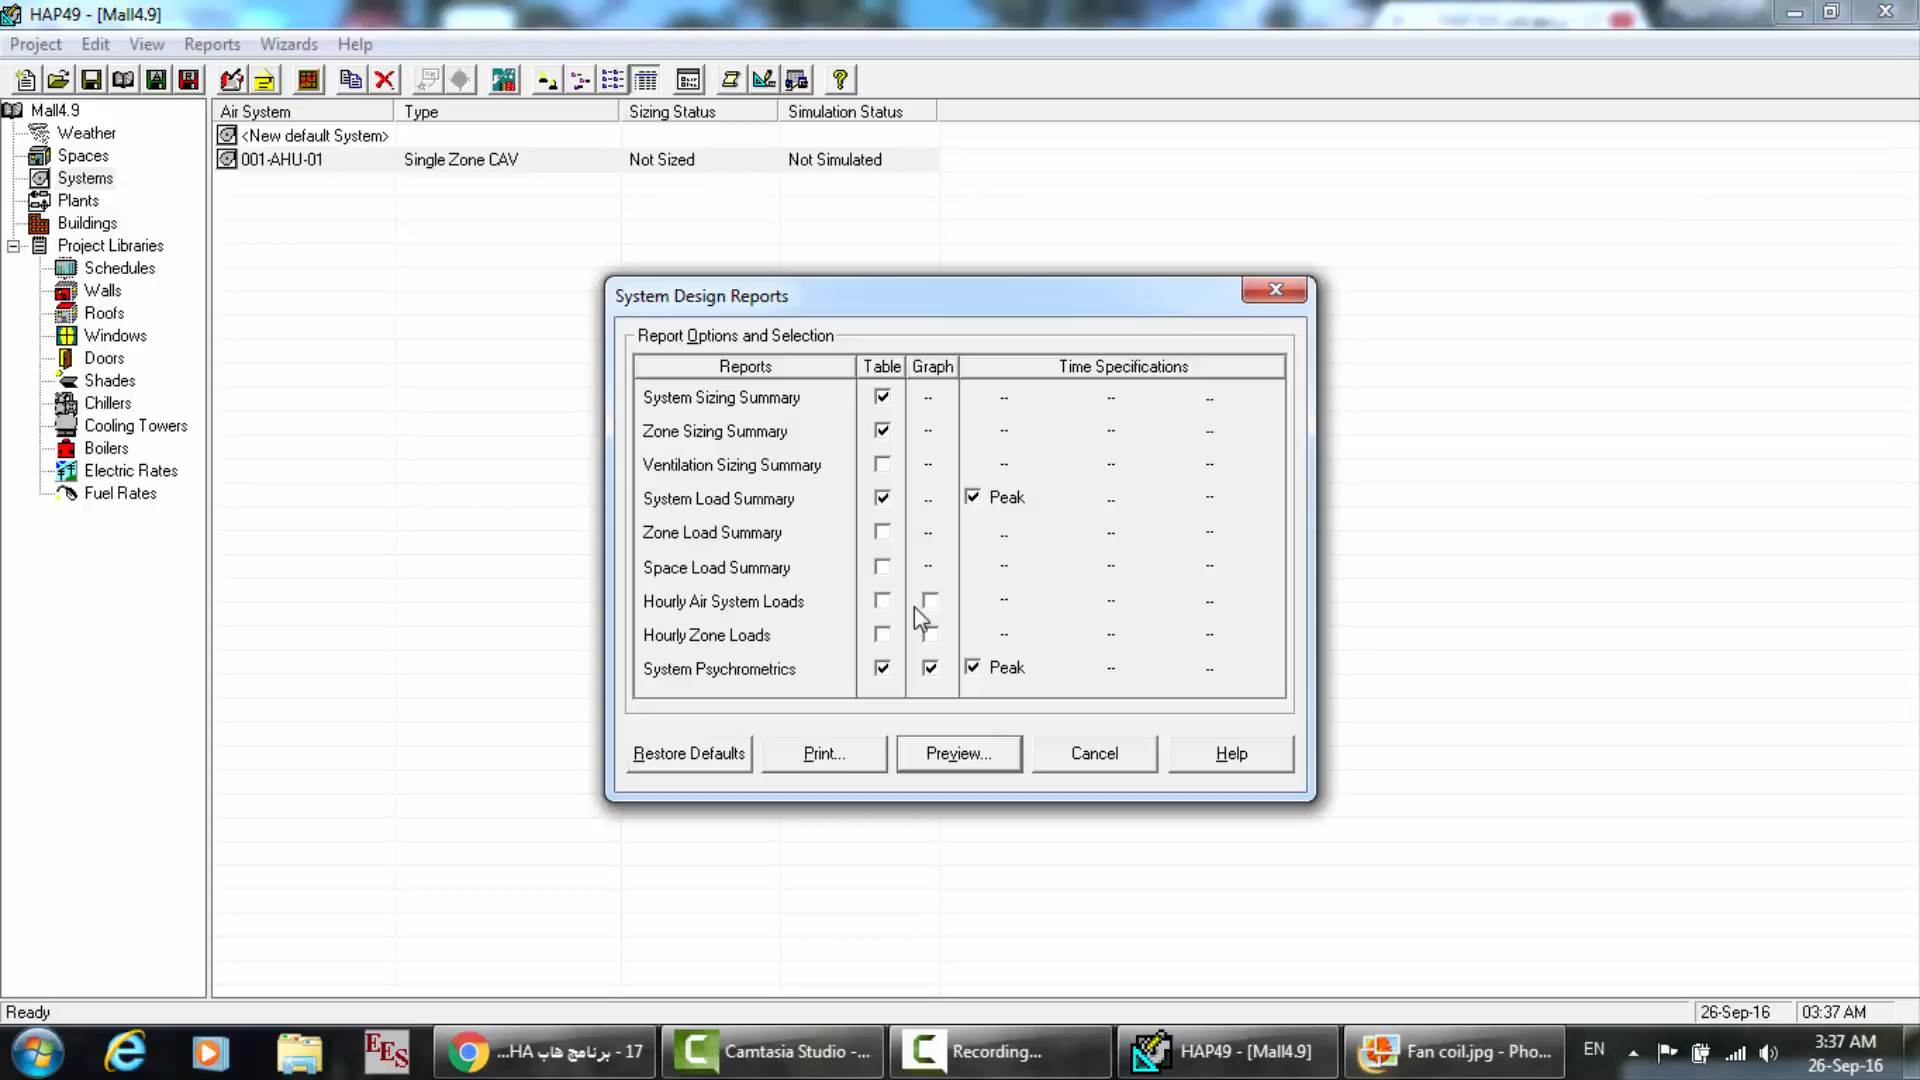 HAP49 - [Mall4.9]
Project Edit View Reports Wizards Help
Mall4.9
Weather
Spaces
Systems
Plants
Buildings
Project Libraries
Schedules
Walls
Roofs
Windows
Doors
Shades
Chillers
Cooling Towers
Boilers
Electric Rates
Fuel Rates
Air System Type Sizing Status Simulation Status
<New default System>
001-AHU-01 Single Zone CAV Not Sized Not Simulated
System Design Reports
Report Options and Selection
Reports Table Graph Time Specifications
System Sizing Summary -- -- -- --
Zone Sizing Summary -- -- -- --
Ventilation Sizing Summary -- -- -- --
System Load Summary -- Peak -- --
Zone Load Summary -- -- -- --
Space Load Summary -- -- -- --
Hourly Air System Loads -- -- --
Hourly Zone Loads -- -- --
System Psychrometrics Peak -- --
Restore Defaults Print... Preview... Cancel Help
Ready 26-Sep-16 03:37 AM
EES
17 - برنامج هاب HA...
Camtasia Studio -...
Recording...
HAP49 - [Mall4.9]
Fan coil.jpg - Pho...
EN
3:37 AM
26-Sep-16